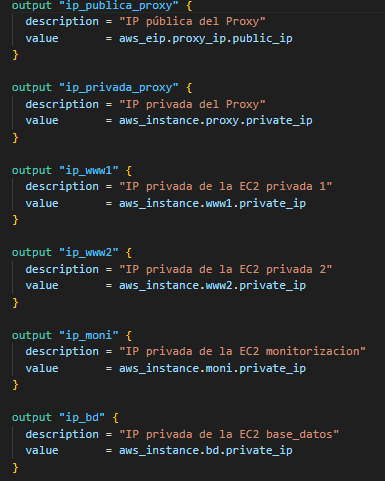 output "ip_publica_proxy" {
  description = "IP pública del Proxy"
  value       = aws_eip.proxy_ip.public_ip
}

output "ip_privada_proxy" {
  description = "IP privada del Proxy"
  value       = aws_instance.proxy.private_ip
}

output "ip_www1" {
  description = "IP privada de la EC2 privada 1"
  value       = aws_instance.www1.private_ip
}

output "ip_www2" {
  description = "IP privada de la EC2 privada 2"
  value       = aws_instance.www2.private_ip
}

output "ip_moni" {
  description = "IP privada de la EC2 monitorizacion"
  value       = aws_instance.moni.private_ip
}

output "ip_bd" {
  description = "IP privada de la EC2 base_datos"
  value       = aws_instance.bd.private_ip
}